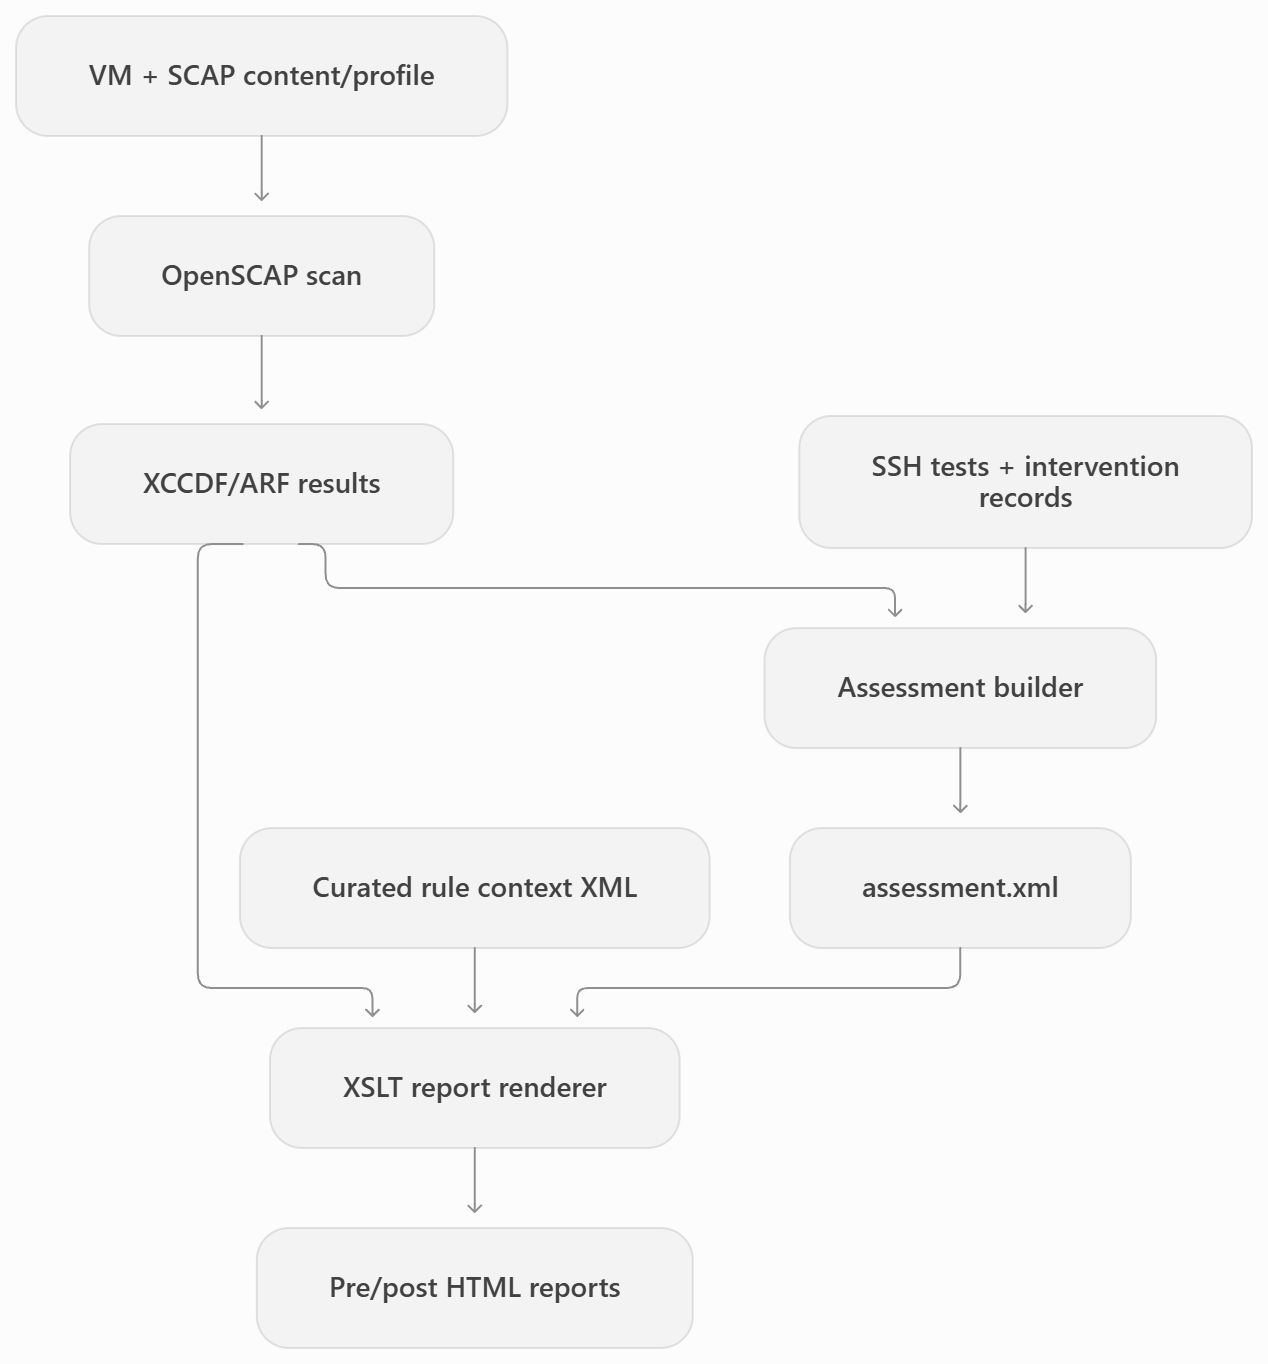 VM + SCAP content/profile
OpenSCAP scan
XCCDF/ARF results
SSH tests + intervention
records
Assessment builder
Curated rule context XML
assessment.xml
XSLT report renderer
Pre/post HTML reports